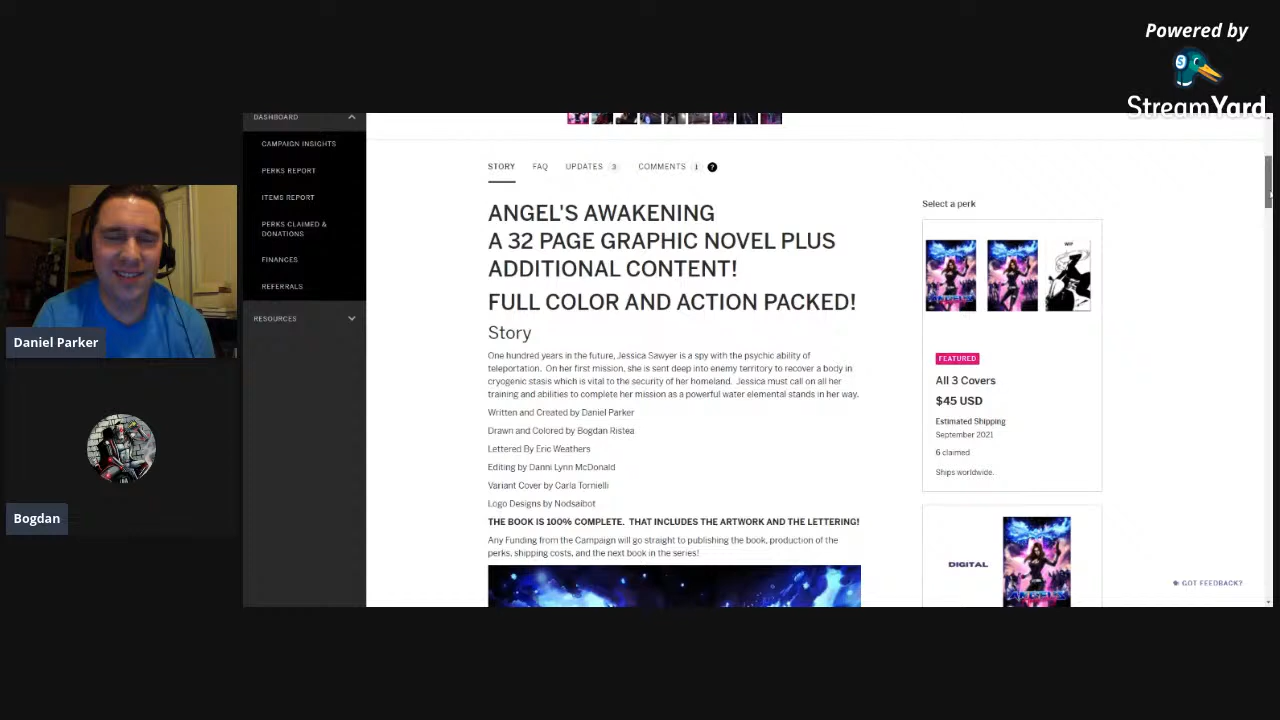 Powered by
StreamYard
DASHBOARD
CAMPAIGN INSIGHTS
PERKS REPORT
ITEMS REPORT
PERKS CLAIMED &
DONATIONS
FINANCES
REFERRALS
RESOURCES
STORY FAQ UPDATES 3 COMMENTS 1 ?
ANGEL'S AWAKENING
A 32 PAGE GRAPHIC NOVEL PLUS
ADDITIONAL CONTENT!
FULL COLOR AND ACTION PACKED!
Story
One hundred years in the future, Jessica Sawyer is a spy with the psychic ability of
teleportation. On her first mission, she is sent deep into enemy territory to recover a body in
cryogenic stasis which is vital to the security of her homeland. Jessica must call on all her
training and abilities to complete her mission as a powerful water elemental stands in her way.
Written and Created by Daniel Parker
Drawn and Colored by Bogdan Ristea
Lettered By Eric Weathers
Editing by Danni Lynn McDonald
Variant Cover by Carla Tornielli
Logo Designs by Nodsaibot
THE BOOK IS 100% COMPLETE. THAT INCLUDES THE ARTWORK AND THE LETTERING!
Any Funding from the Campaign will go straight to publishing the book, production of the
perks, shipping costs, and the next book in the series!
Select a perk
FEATURED
All 3 Covers
$45 USD
Estimated Shipping
September 2021
6 claimed
Ships worldwide.
DIGITAL
GOT FEEDBACK?
Daniel Parker
Bogdan